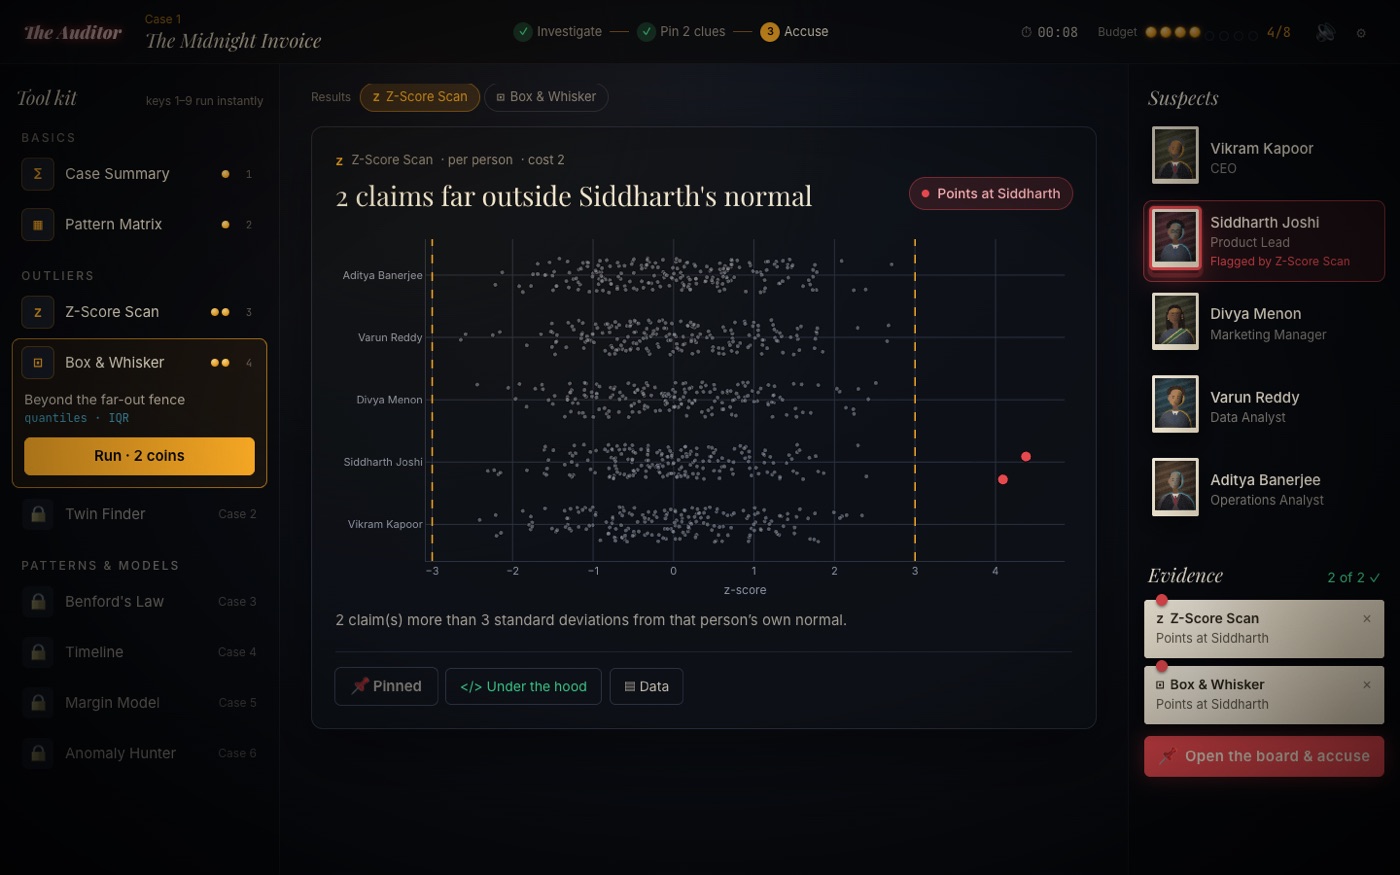 The Auditor
Case 1
The Midnight Invoice
✓ Investigate — ✓ Pin 2 clues — 3 Accuse
⏱ 00:08
Budget 4/8
Tool kit
keys 1–9 run instantly
BASICS
Σ Case Summary 1
Pattern Matrix 2
OUTLIERS
Z Z-Score Scan 3
Box & Whisker 4
Beyond the far-out fence
quantiles · IQR
Run · 2 coins
Twin Finder Case 2
PATTERNS & MODELS
Benford's Law Case 3
Timeline Case 4
Margin Model Case 5
Anomaly Hunter Case 6
Results Z Z-Score Scan Box & Whisker
Z Z-Score Scan · per person · cost 2
2 claims far outside Siddharth's normal
Points at Siddharth
Aditya Banerjee
Varun Reddy
Divya Menon
Siddharth Joshi
Vikram Kapoor
−3 −2 −1 0 1 2 3 4
z-score
2 claim(s) more than 3 standard deviations from that person’s own normal.
Pinned
</> Under the hood
Data
Suspects
Vikram Kapoor
CEO
Siddharth Joshi
Product Lead
Flagged by Z-Score Scan
Divya Menon
Marketing Manager
Varun Reddy
Data Analyst
Aditya Banerjee
Operations Analyst
Evidence 2 of 2 ✓
Z Z-Score Scan ×
Points at Siddharth
Box & Whisker ×
Points at Siddharth
Open the board & accuse